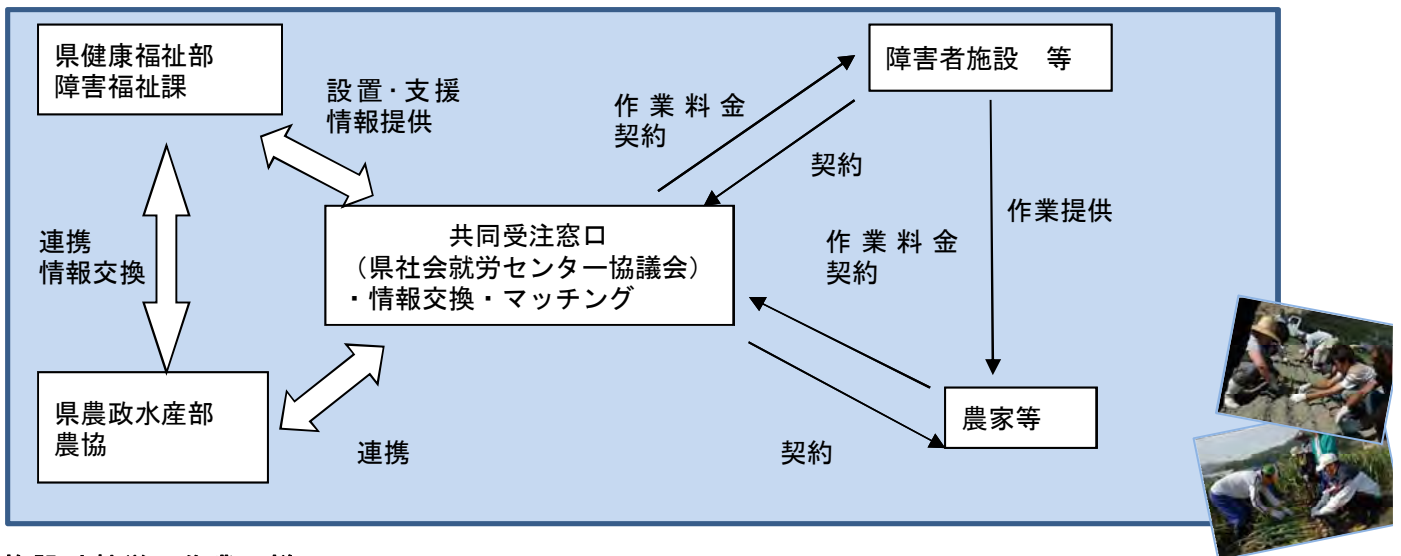 県健康福祉部
障害福祉課
設置・支援
情報提供
作業料金
契約
障害者施設　等
契約
作業提供
連携
情報交換
共同受注窓口
（県社会就労センター協議会）
・情報交換・マッチング
作業料金
契約
県農政水産部
農協
連携
契約
農家等